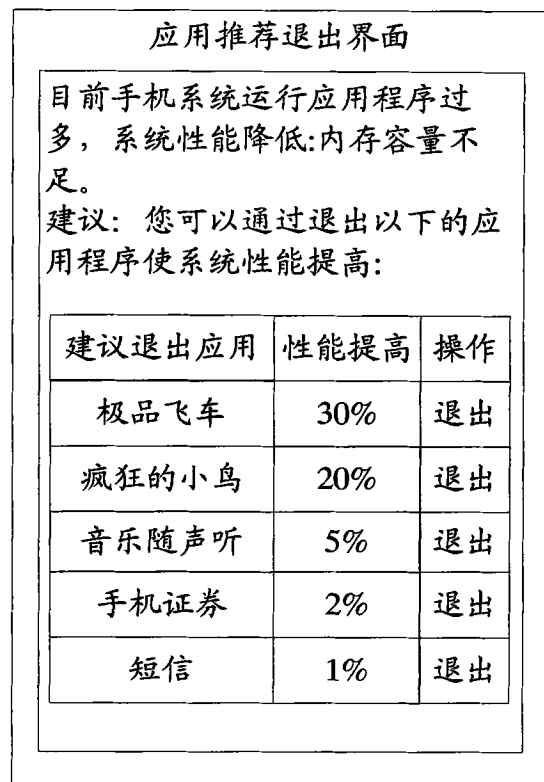 应用推荐退出界面
目前手机系统运行应用程序过
多，系统性能降低:内存容量不
足。
建议：您可以通过退出以下的应
用程序使系统性能提高:
建议退出应用 性能提高 操作
极品飞车 30% 退出
疯狂的小鸟 20% 退出
音乐随声听 5% 退出
手机证券 2% 退出
短信 1% 退出